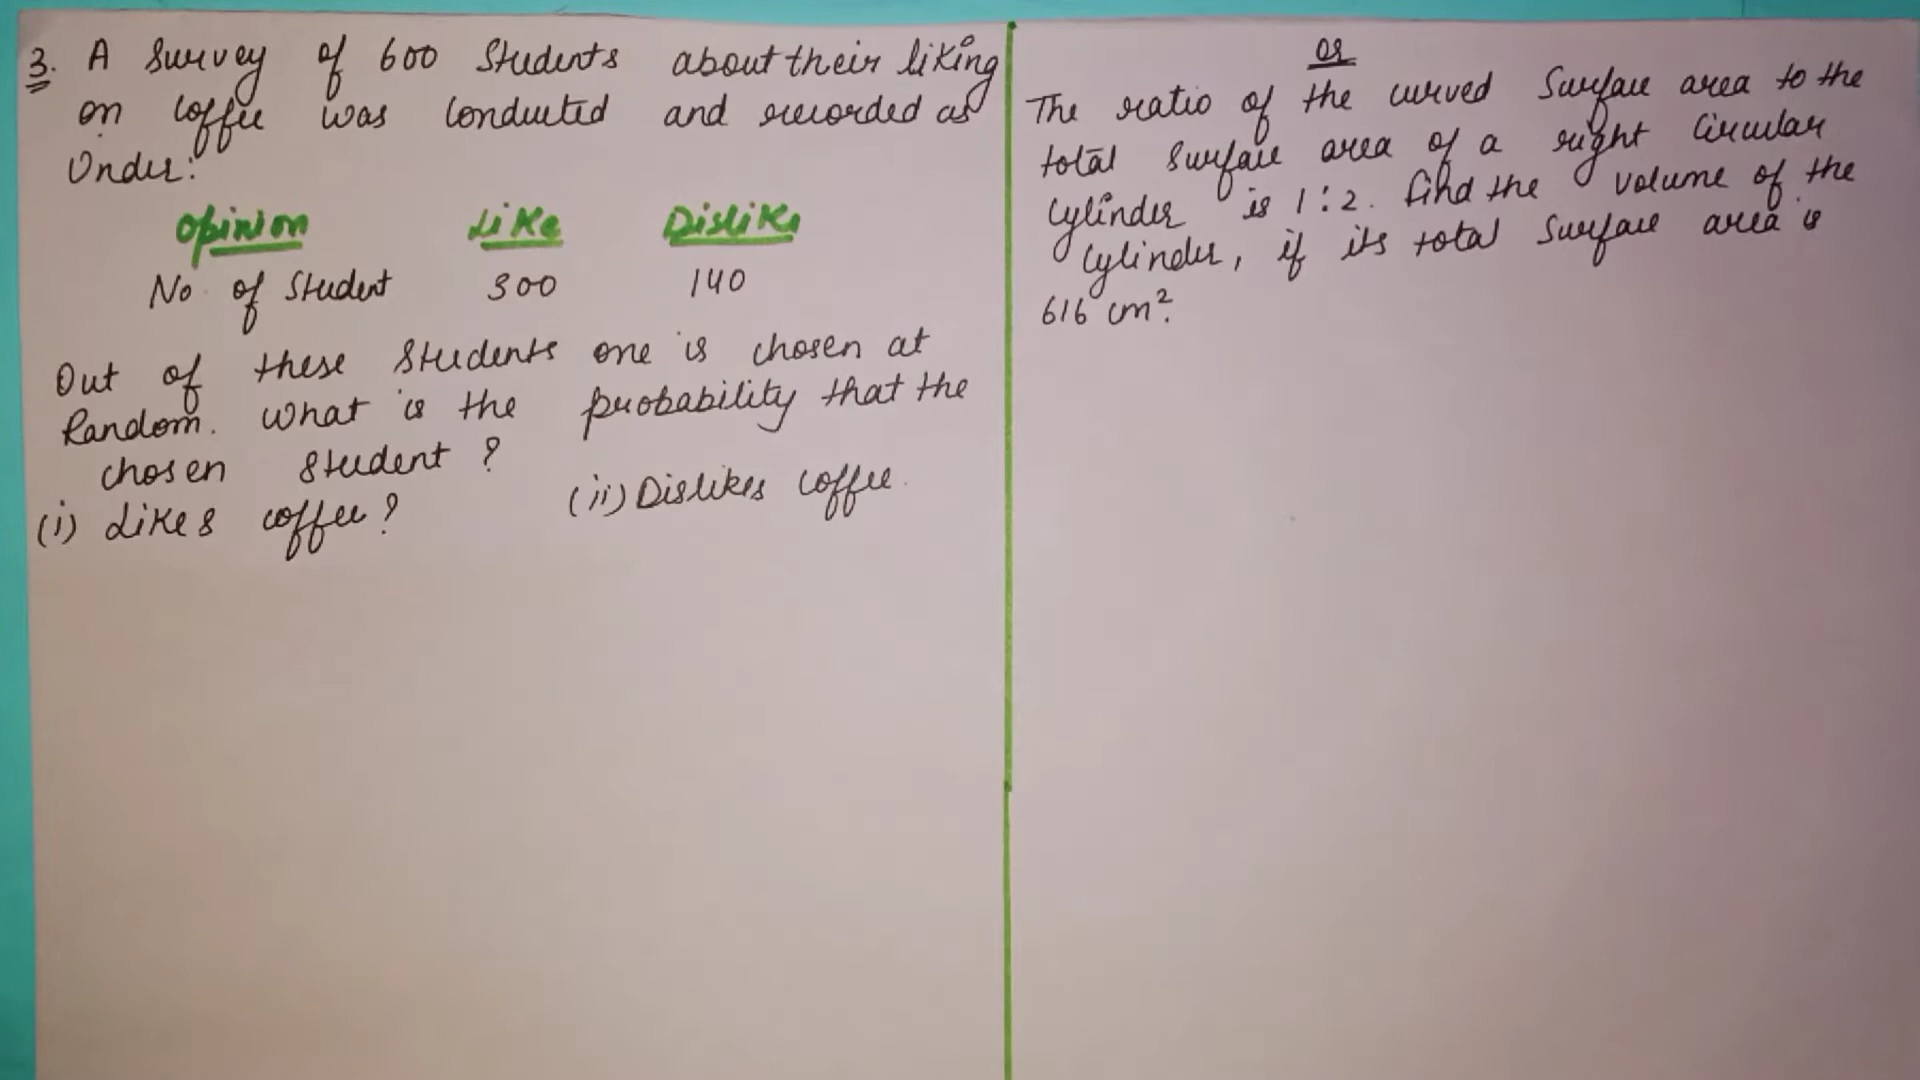 3. A Survey of 600 Students about their liking
on Coffee was Conducted and recorded as
Under:
Opinion Like Dislike
No. of Student 300 140
Out of these Students one is chosen at
Random. What is the probability that the
chosen student ?
(i) Likes coffee? (ii) Dislikes coffee.
or
The ratio of the curved Surface area to the
total Surface area of a right Circular
Cylinder is 1:2. find the volume of the
Cylinder, if its total Surface area is
616 cm².